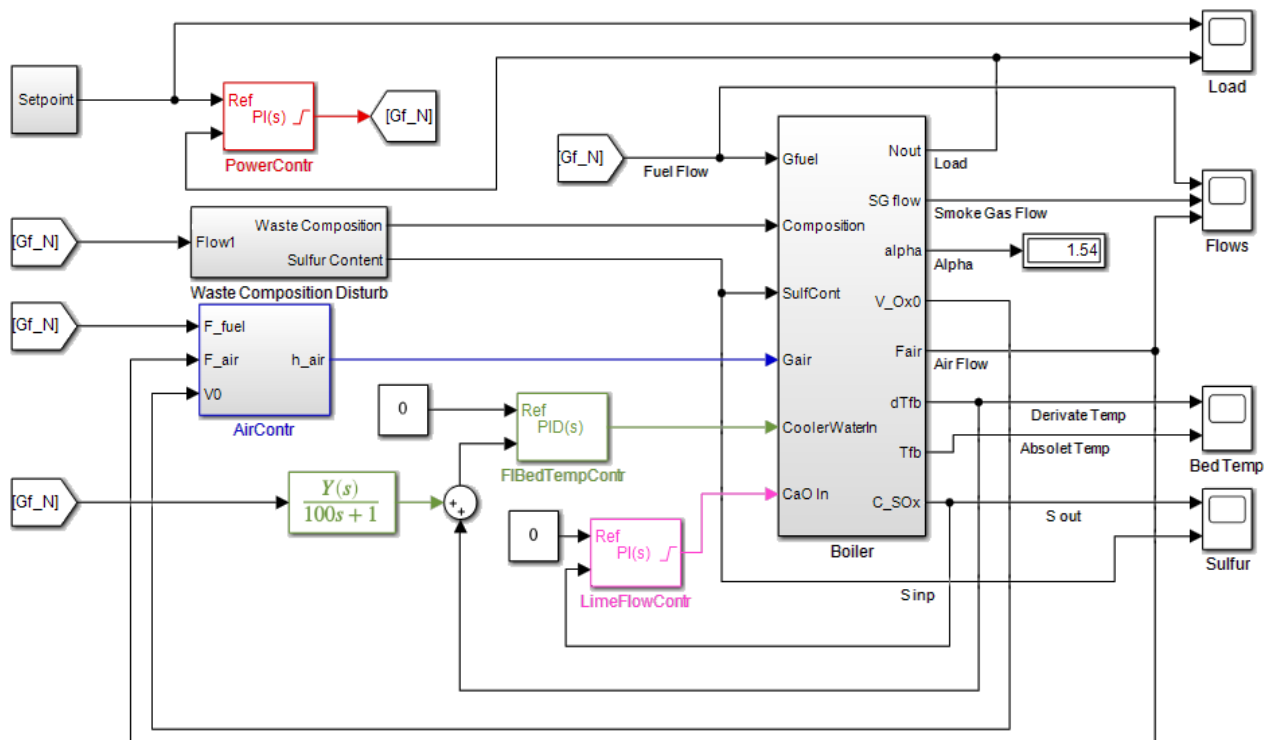 Load
Setpoint
Ref
PI(s)
PowerContr
[Gf_N]
[Gf_N]
Fuel Flow
Gfuel
Composition
SulfCont
Gair
CoolerWaterIn
CaO In
Nout
SG flow
alpha
V_Ox0
Fair
dTfb
Tfb
C_SOx
Boiler
Load
Smoke Gas Flow
Alpha
1.54
Air Flow
Derivate Temp
Absolet Temp
S out
S inp
Flows
Bed Temp
Sulfur
[Gf_N]
Flow1
Waste Composition
Sulfur Content
Waste Composition Disturb
[Gf_N]
F_fuel
F_air
V0
h_air
AirContr
0
Ref
PID(s)
FlBedTempContr
[Gf_N]
Y(s)
100s + 1
++
0
Ref
PI(s)
LimeFlowContr